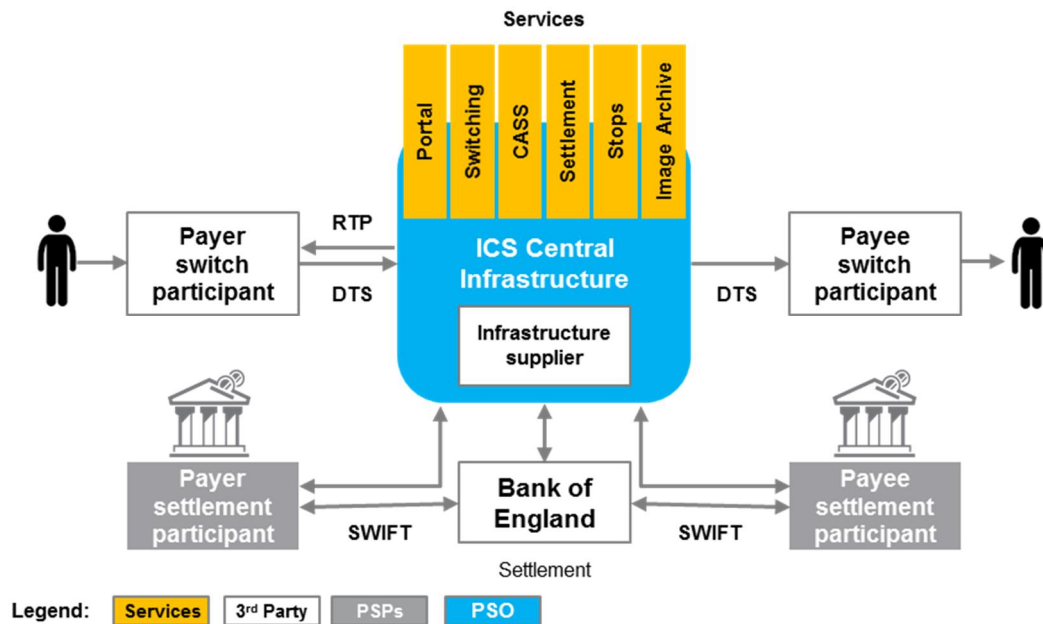 Services
Portal
Switching
CASS
Settlement
Stops
Image Archive
Payer
switch
participant
RTP
DTS
ICS Central
Infrastructure
Infrastructure
supplier
DTS
Payee
switch
participant
Payer
settlement
participant
SWIFT
Bank of
England
SWIFT
Payee
settlement
participant
Settlement
Legend: Services 3rd Party PSPs PSO